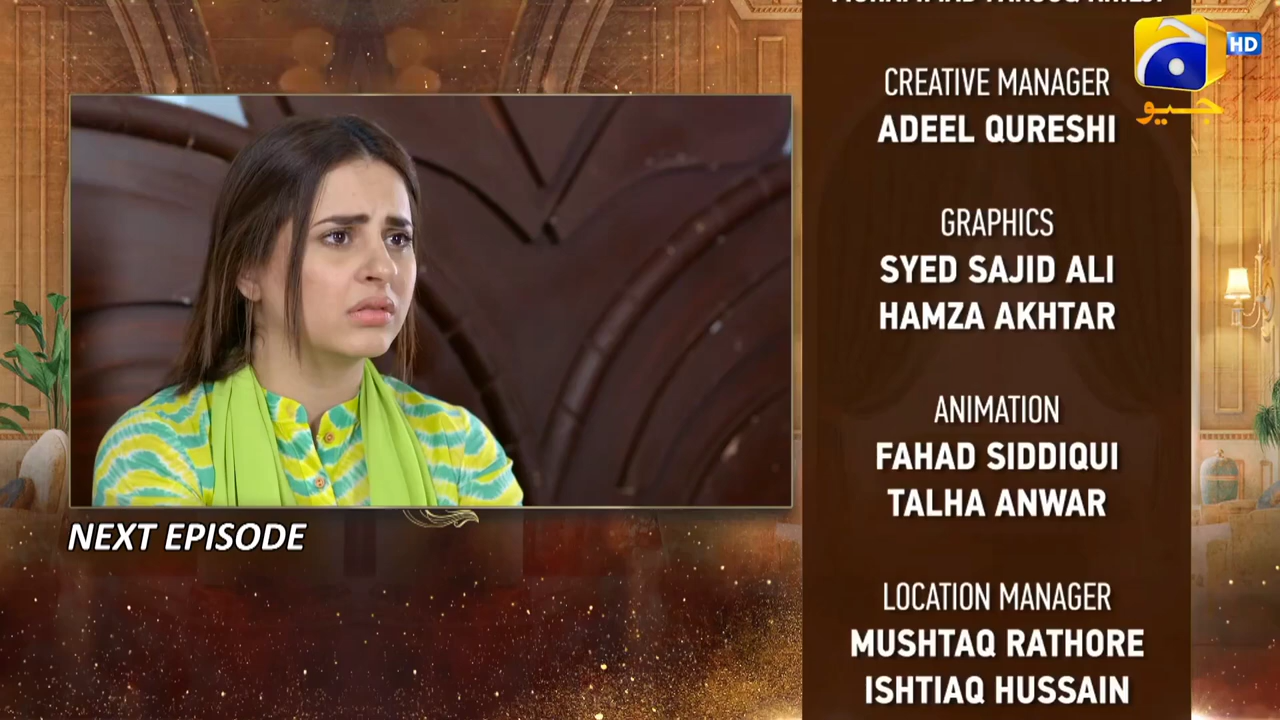 HD
جیو
CREATIVE MANAGER
ADEEL QURESHI
GRAPHICS
SYED SAJID ALI
HAMZA AKHTAR
ANIMATION
FAHAD SIDDIQUI
TALHA ANWAR
LOCATION MANAGER
MUSHTAQ RATHORE
ISHTIAQ HUSSAIN
NEXT EPISODE